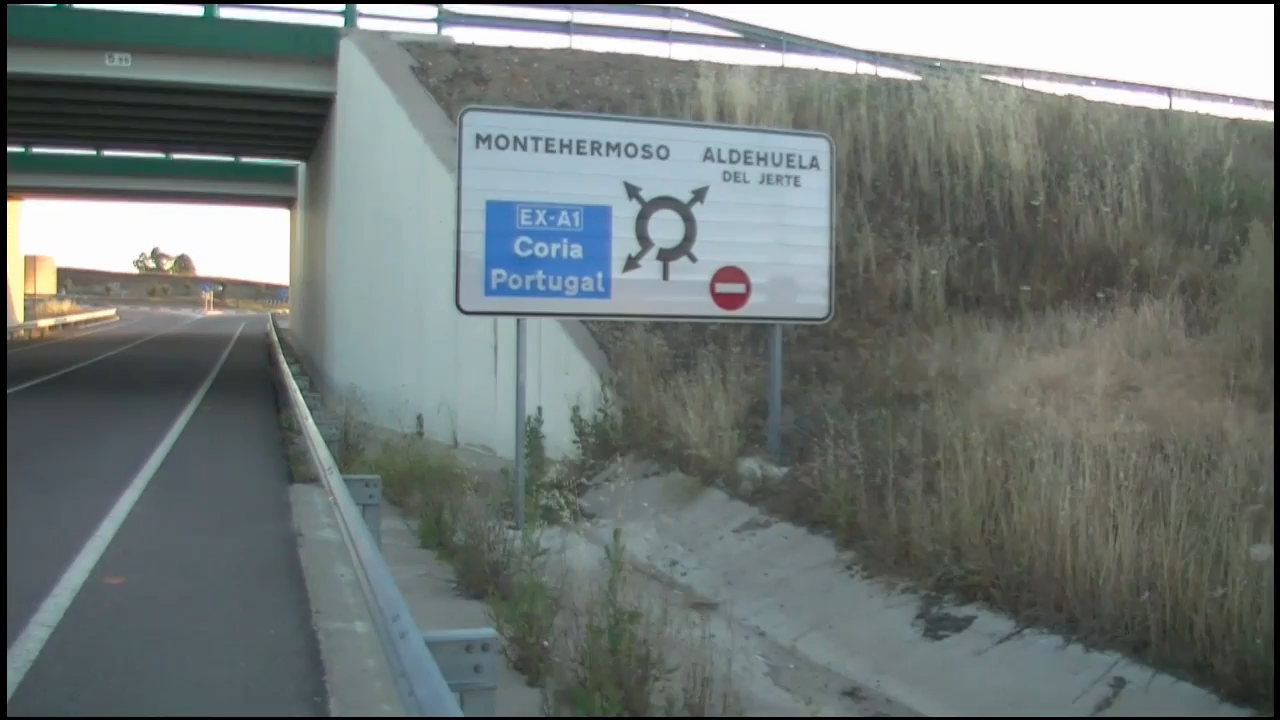 MONTEHERMOSO
ALDEHUELA
DEL JERTE
EX-A1
Coria
Portugal